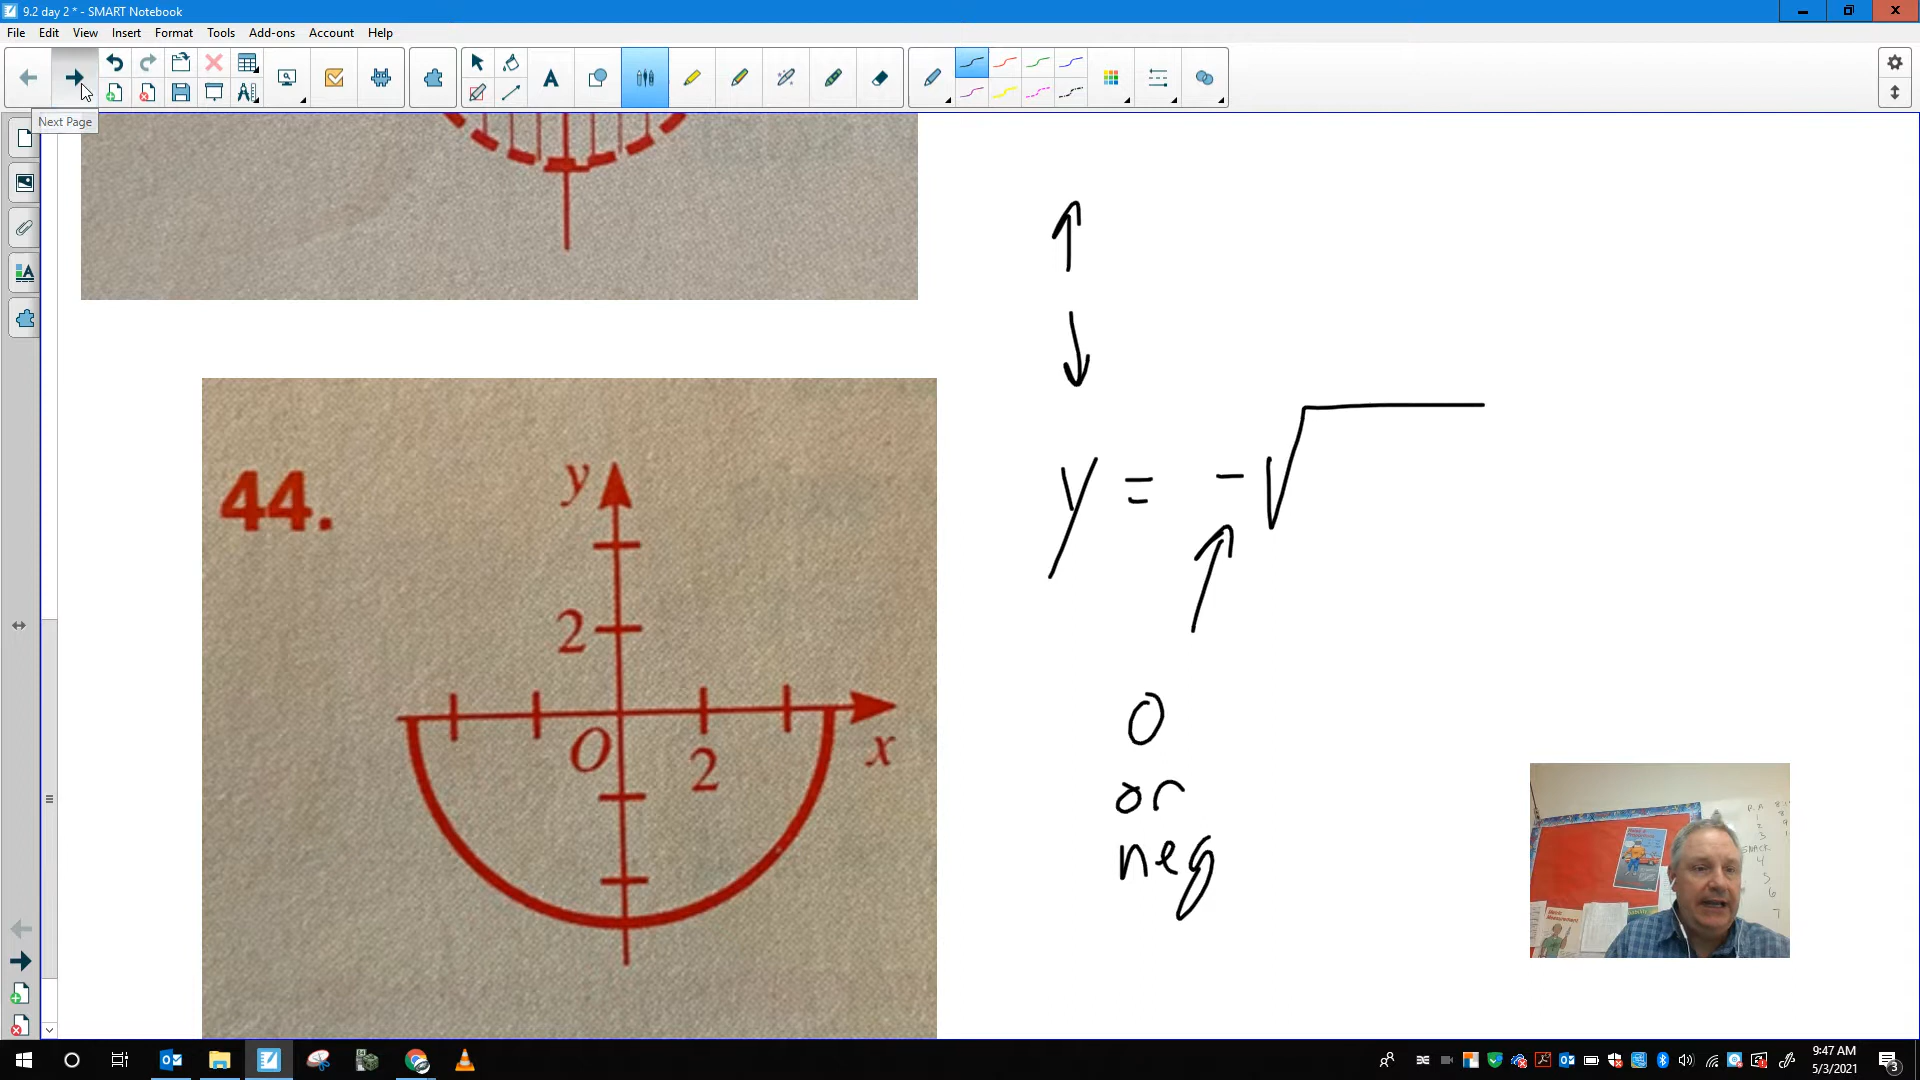 9.2 day 2 * - SMART Notebook
File Edit View Insert Format Tools Add-ons Account Help
Next Page
y = -√
44.
y
2
O
2
x
0
or
neg
9:47 AM
5/3/2021
3